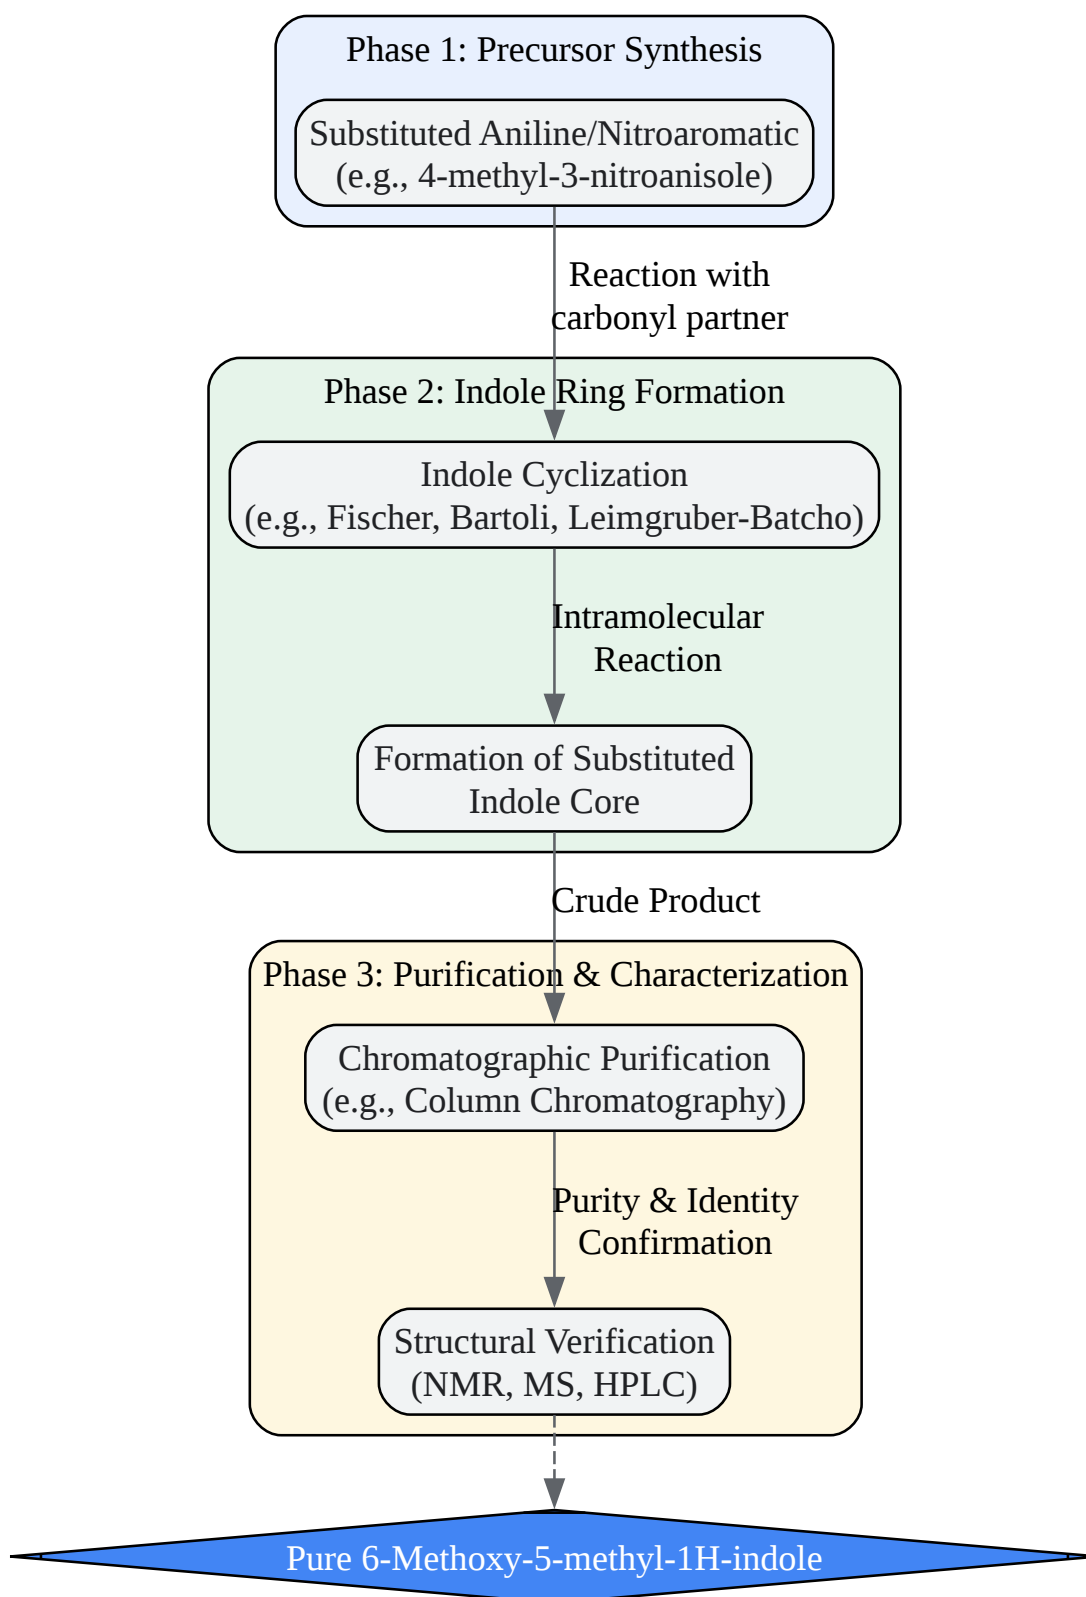 Phase 1: Precursor Synthesis
Substituted Aniline/Nitroaromatic
(e.g., 4-methyl-3-nitroanisole)
Reaction with
carbonyl partner
Phase 2: Indole Ring Formation
Indole Cyclization
(e.g., Fischer, Bartoli, Leimgruber-Batcho)
Intramolecular
Reaction
Formation of Substituted
Indole Core
Crude Product
Phase 3: Purification & Characterization
Chromatographic Purification
(e.g., Column Chromatography)
Purity & Identity
Confirmation
Structural Verification
(NMR, MS, HPLC)
Pure 6-Methoxy-5-methyl-1H-indole